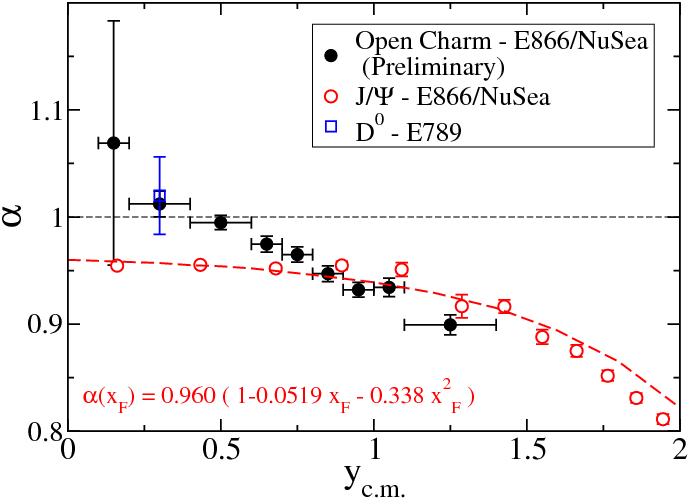 Open Charm - E866/NuSea
(Preliminary)
J/Ψ - E866/NuSea
D⁰ - E789
1.1
1
0.9
0.8
α
α(x_F) = 0.960 ( 1-0.0519 x_F - 0.338 x²_F )
0 0.5 1 1.5 2
y_c.m.